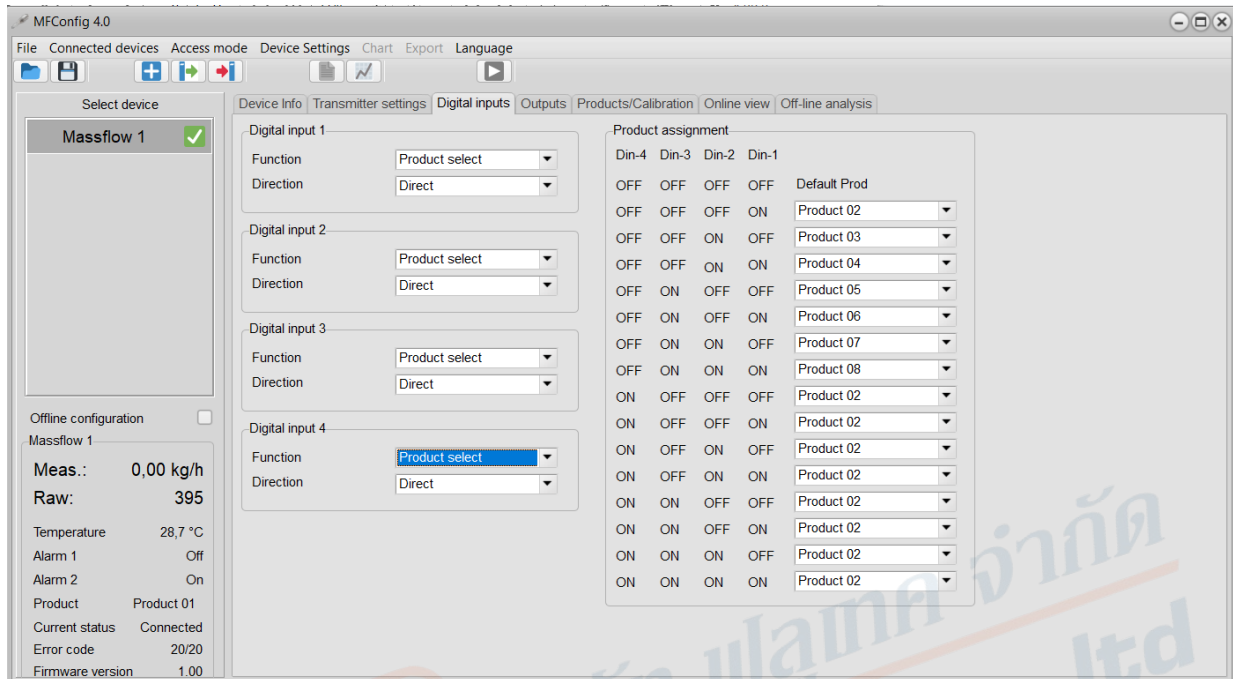 MFConfig 4.0
File Connected devices Access mode Device Settings Chart Export Language
Select device
Massflow 1
Offline configuration
Massflow 1
Meas.: 0,00 kg/h
Raw: 395
Temperature 28,7 °C
Alarm 1 Off
Alarm 2 On
Product Product 01
Current status Connected
Error code 20/20
Firmware version 1.00
Device Info Transmitter settings Digital inputs Outputs Products/Calibration Online view Off-line analysis
Digital input 1
Function Product select
Direction Direct
Digital input 2
Function Product select
Direction Direct
Digital input 3
Function Product select
Direction Direct
Digital input 4
Function Product select
Direction Direct
Product assignment
Din-4 Din-3 Din-2 Din-1
OFF OFF OFF OFF Default Prod
OFF OFF OFF ON Product 02
OFF OFF ON OFF Product 03
OFF OFF ON ON Product 04
OFF ON OFF OFF Product 05
OFF ON OFF ON Product 06
OFF ON ON OFF Product 07
OFF ON ON ON Product 08
ON OFF OFF OFF Product 02
ON OFF OFF ON Product 02
ON OFF ON OFF Product 02
ON OFF ON ON Product 02
ON ON OFF OFF Product 02
ON ON OFF ON Product 02
ON ON ON OFF Product 02
ON ON ON ON Product 02
จำกัด
ltd